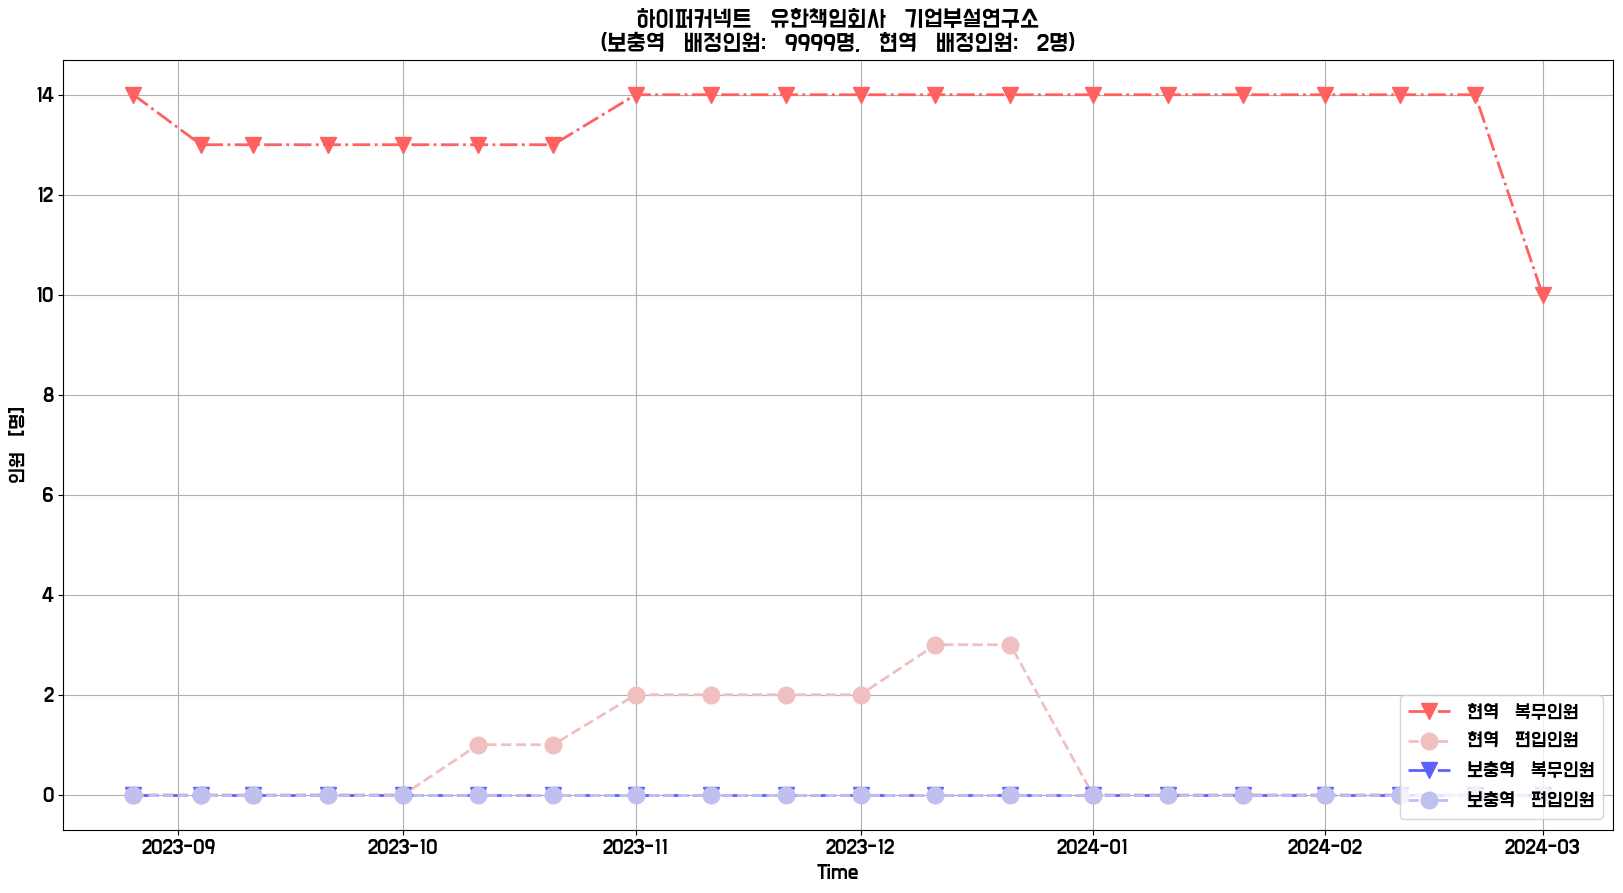 하이퍼커넥트 유한책임회사 기업부설연구소
(보충역 배정인원: 9999명, 현역 배정인원: 2명)
14
12
10
8
6
4
2
0
인원 [명]
현역 복무인원
현역 편입인원
보충역 복무인원
보충역 편입인원
2023-09
2023-10
2023-11
2023-12
2024-01
2024-02
2024-03
Time